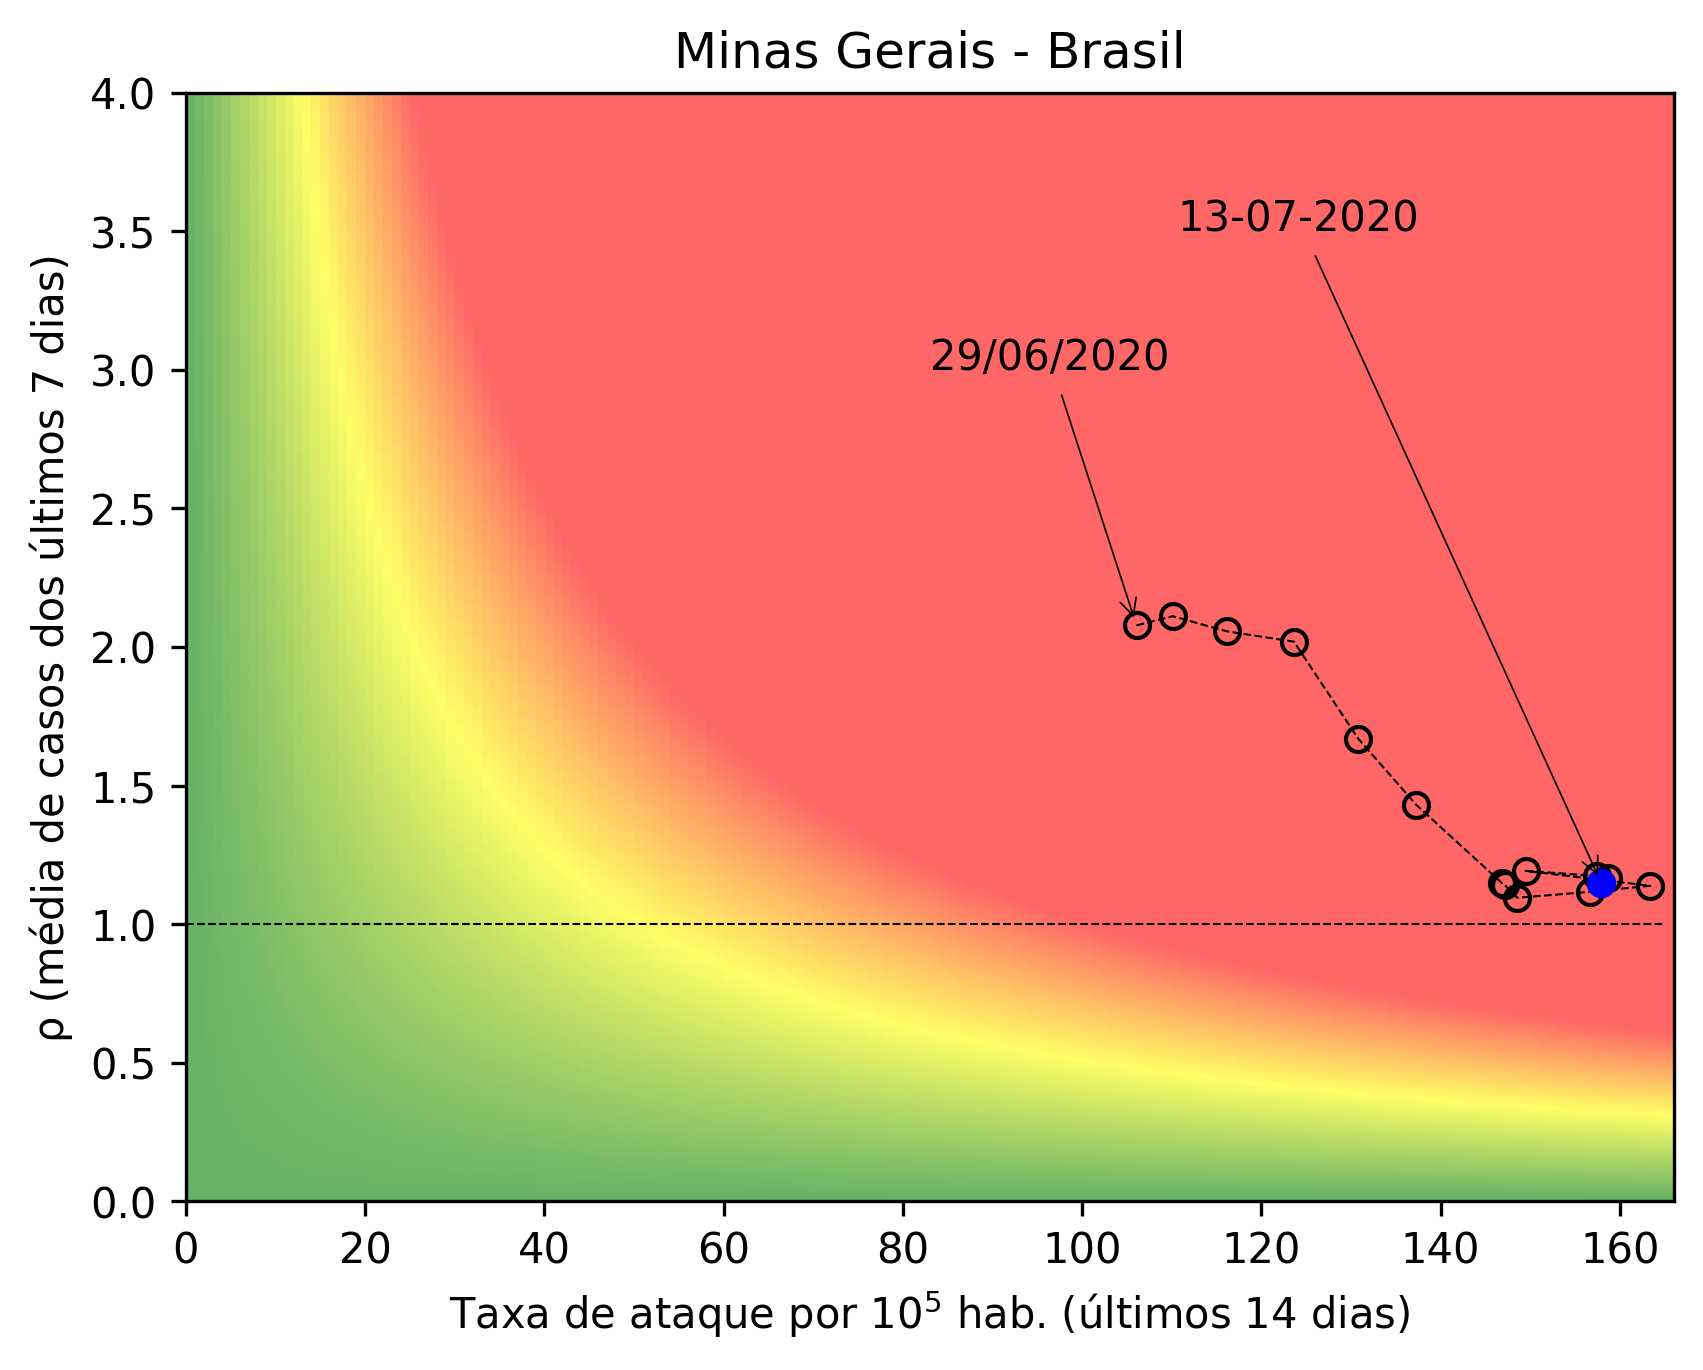 Minas Gerais - Brasil
4.0
3.5
3.0
2.5
2.0
1.5
1.0
0.5
0.0
ρ (média de casos dos últimos 7 dias)
13-07-2020
29/06/2020
0 20 40 60 80 100 120 140 160
Taxa de ataque por 10⁵ hab. (últimos 14 dias)